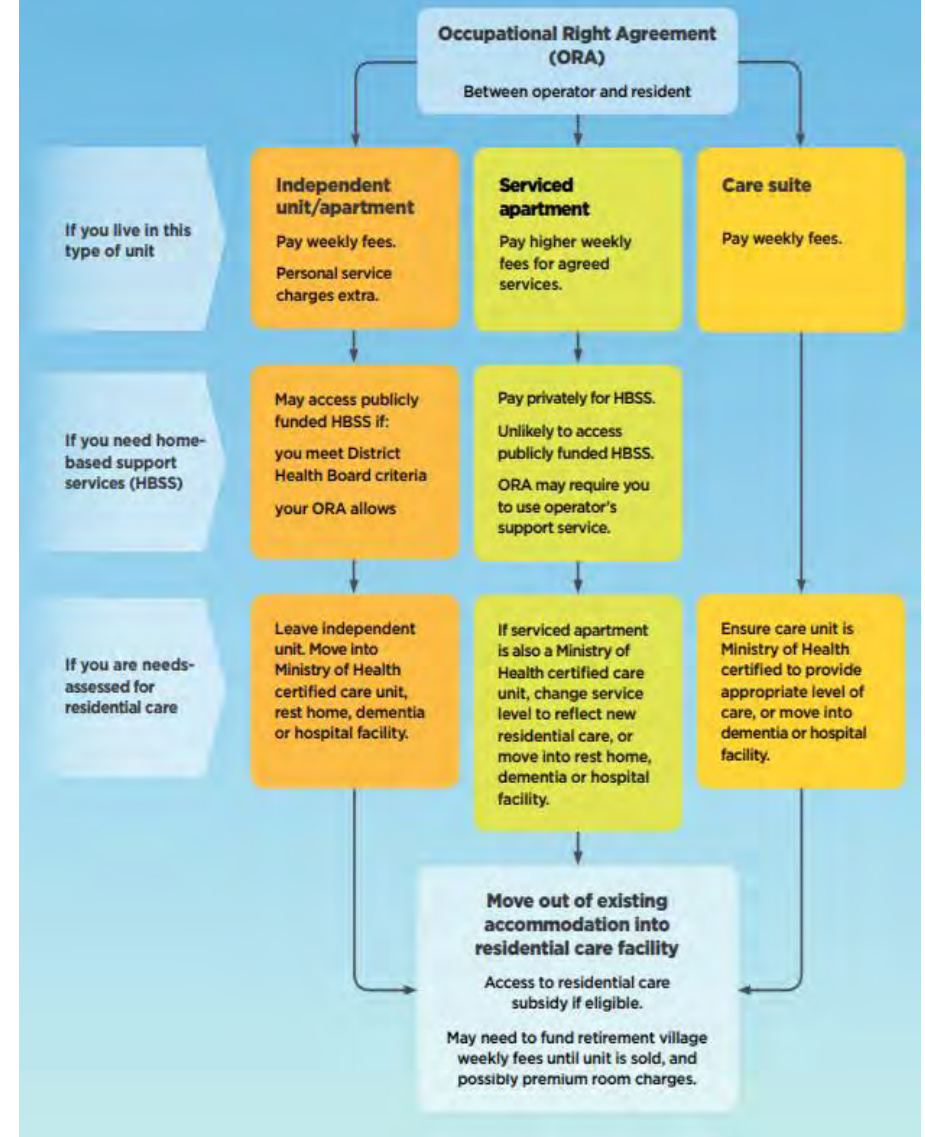 Occupational Right Agreement
(ORA)
Between operator and resident
If you live in this
type of unit
Independent
unit/apartment
Pay weekly fees.
Personal service
charges extra.
Serviced
apartment
Pay higher weekly
fees for agreed
services.
Care suite
Pay weekly fees.
If you need home-
based support
services (HBSS)
May access publicly
funded HBSS if:
you meet District
Health Board criteria
your ORA allows
Pay privately for HBSS.
Unlikely to access
publicly funded HBSS.
ORA may require you
to use operator's
support service.
If you are needs-
assessed for
residential care
Leave independent
unit. Move into
Ministry of Health
certified care unit,
rest home, dementia
or hospital facility.
If serviced apartment
is also a Ministry of
Health certified care
unit, change service
level to reflect new
residential care, or
move into rest home,
dementia or hospital
facility.
Ensure care unit is
Ministry of Health
certified to provide
appropriate level of
care, or move into
dementia or hospital
facility.
Move out of existing
accommodation into
residential care facility
Access to residential care
subsidy if eligible.
May need to fund retirement village
weekly fees until unit is sold, and
possibly premium room charges.